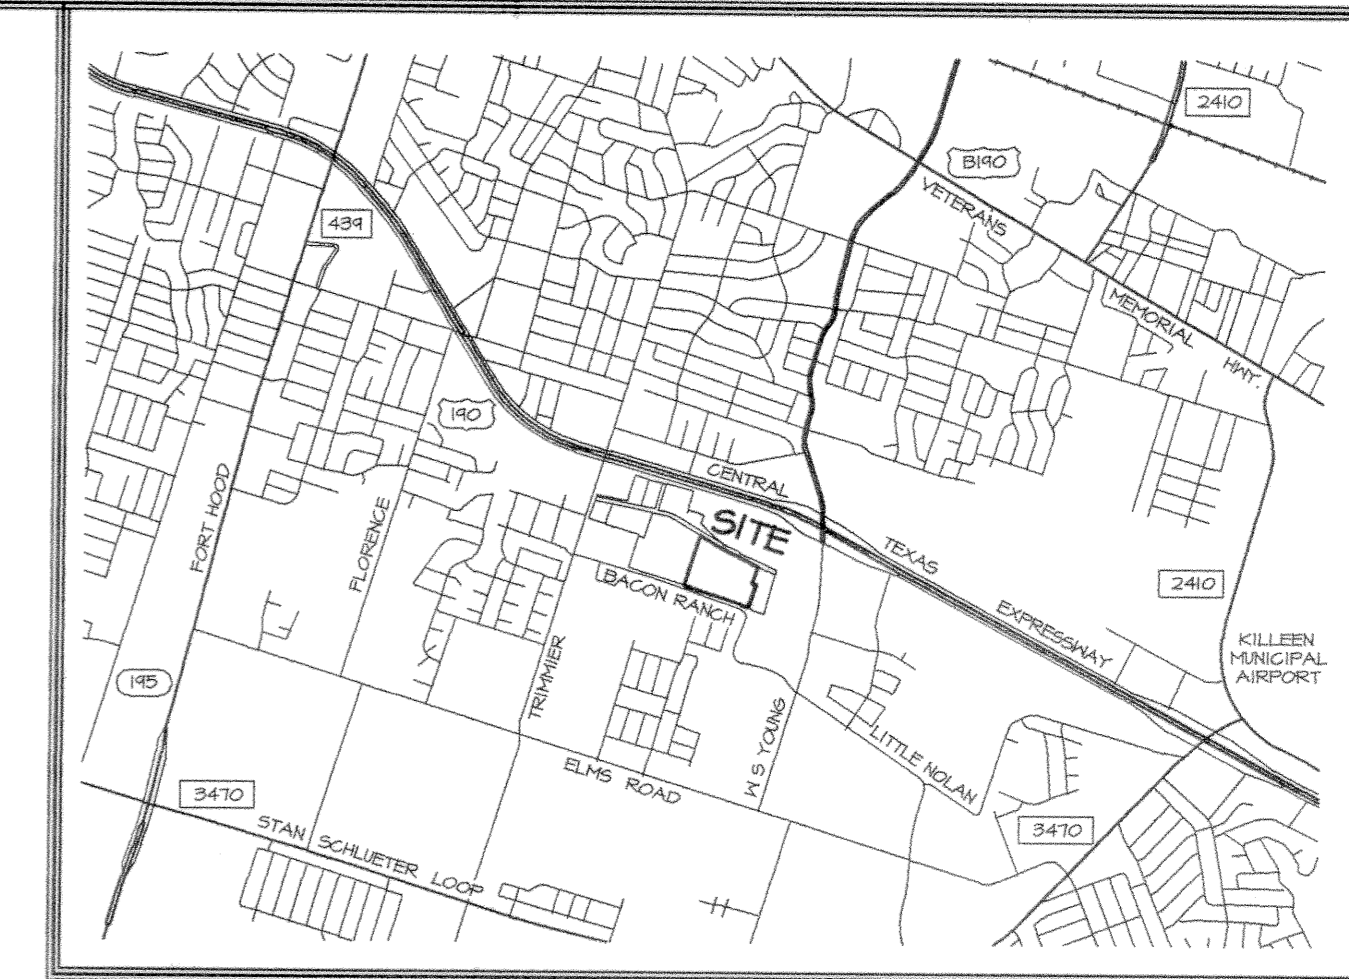 2410
B190
VETERANS
439
MEMORIAL
HWY.
190
CENTRAL
FORT HOOD
SITE
FLORENCE
TEXAS
BACON RANCH
2410
EXPRESSWAY
KILLEEN
MUNICIPAL
AIRPORT
TRIMMIER
195
W S YOUNG
LITTLE NOLAN
ELMS ROAD
3470
3470
STAN SCHLUETER LOOP